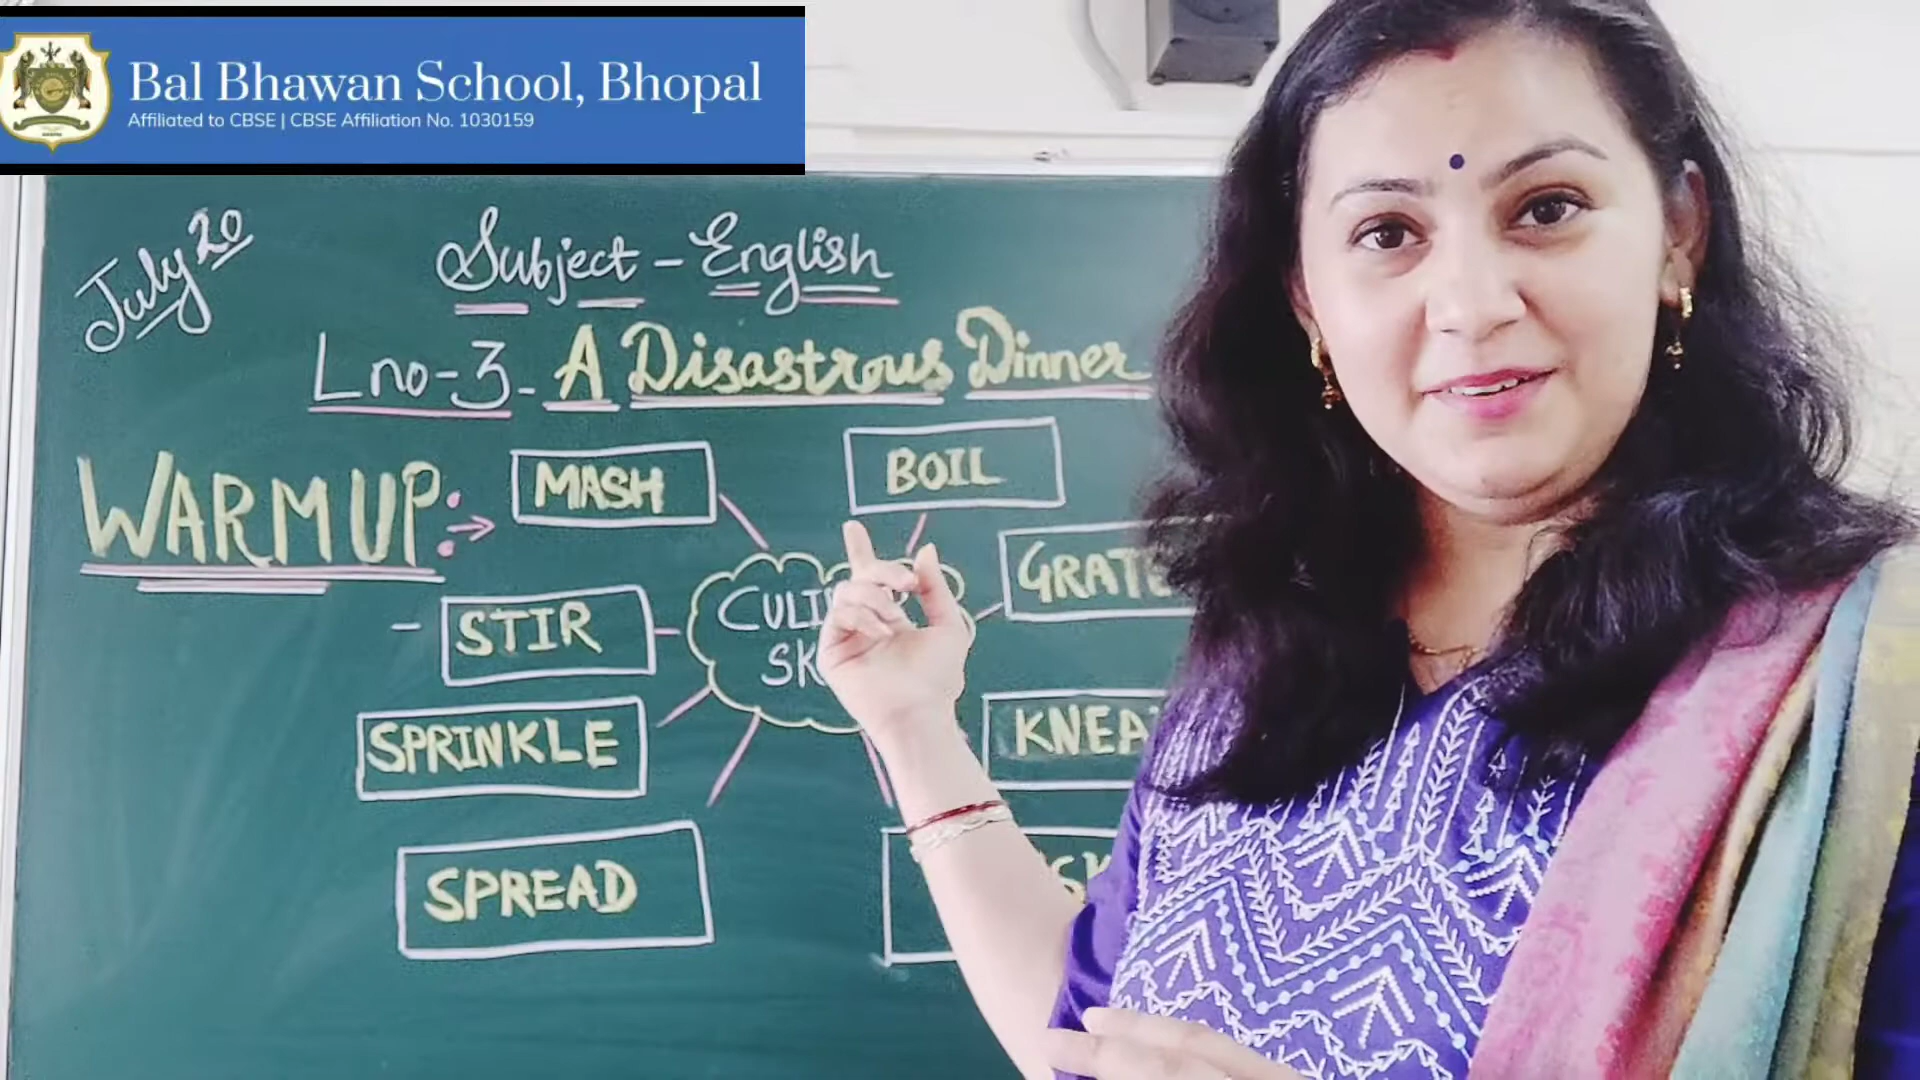 Bal Bhawan School, Bhopal
Affiliated to CBSE | CBSE Affiliation No. 1030159
July 20
Subject - English
L no-3 - A Disastrous Dinner
WARM UP :→
MASH
BOIL
GRATE
- STIR
SPRINKLE
SPREAD